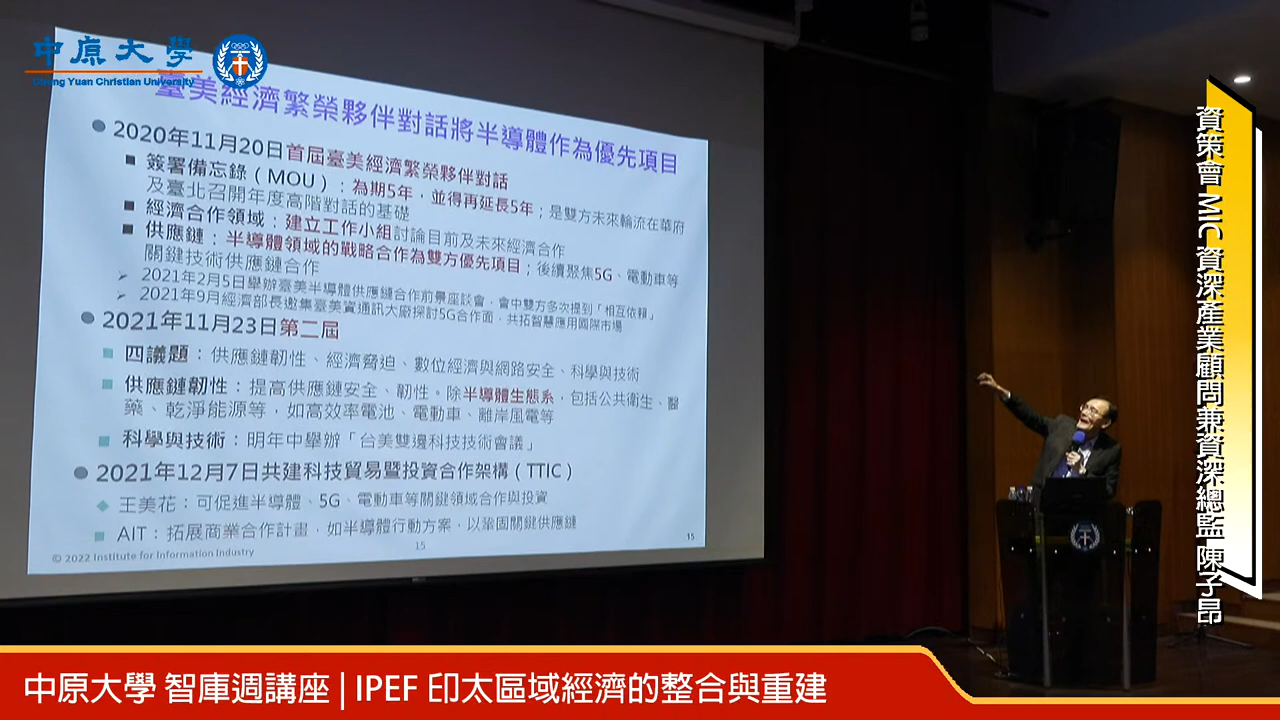 中原大學
Chung Yuan Christian University
臺美經濟繁榮夥伴對話將半導體作為優先項目
2020年11月20日首屆臺美經濟繁榮夥伴對話
簽署備忘錄（MOU）：為期5年，並得再延長5年；是雙方未來輪流在華府
及臺北召開年度高階對話的基礎
經濟合作領域：建立工作小組討論目前及未來經濟合作
供應鏈：半導體領域的戰略合作為雙方優先項目；後續聚焦5G、電動車等
關鍵技術供應鏈合作
2021年2月5日舉辦臺美半導體供應鏈合作前景座談會，會中雙方多次提到「相互依賴」
2021年9月經濟部長邀集臺美資通訊大廠探討5G合作面，共拓智慧應用國際市場
2021年11月23日第二屆
四議題：供應鏈韌性、經濟脅迫、數位經濟與網路安全、科學與技術
供應鏈韌性：提高供應鏈安全、韌性。除半導體生態系，包括公共衛生、醫
藥、乾淨能源等，如高效率電池、電動車、離岸風電等
科學與技術：明年中舉辦「台美雙邊科技技術會議」
2021年12月7日共建科技貿易暨投資合作架構（TTIC）
王美花：可促進半導體、5G、電動車等關鍵領域合作與投資
AIT：拓展商業合作計畫，如半導體行動方案，以鞏固關鍵供應鏈
© 2022 Institute for Information Industry
15
15
資策會 MIC 資深產業顧問兼資深總監 陳子昂
中原大學 智庫週講座 | IPEF 印太區域經濟的整合與重建